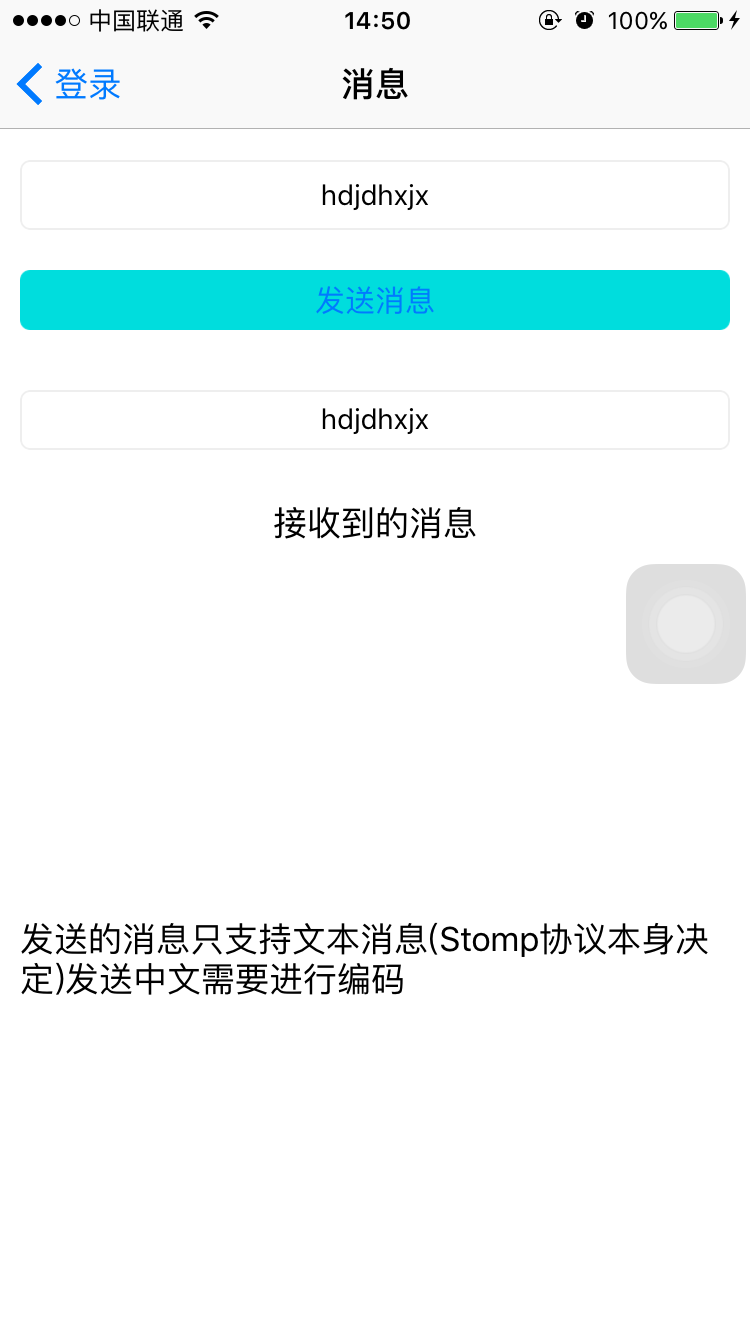 中国联通 14:50 100%
登录 消息
hdjdhxjx
发送消息
hdjdhxjx
接收到的消息
发送的消息只支持文本消息(Stomp协议本身决
定)发送中文需要进行编码